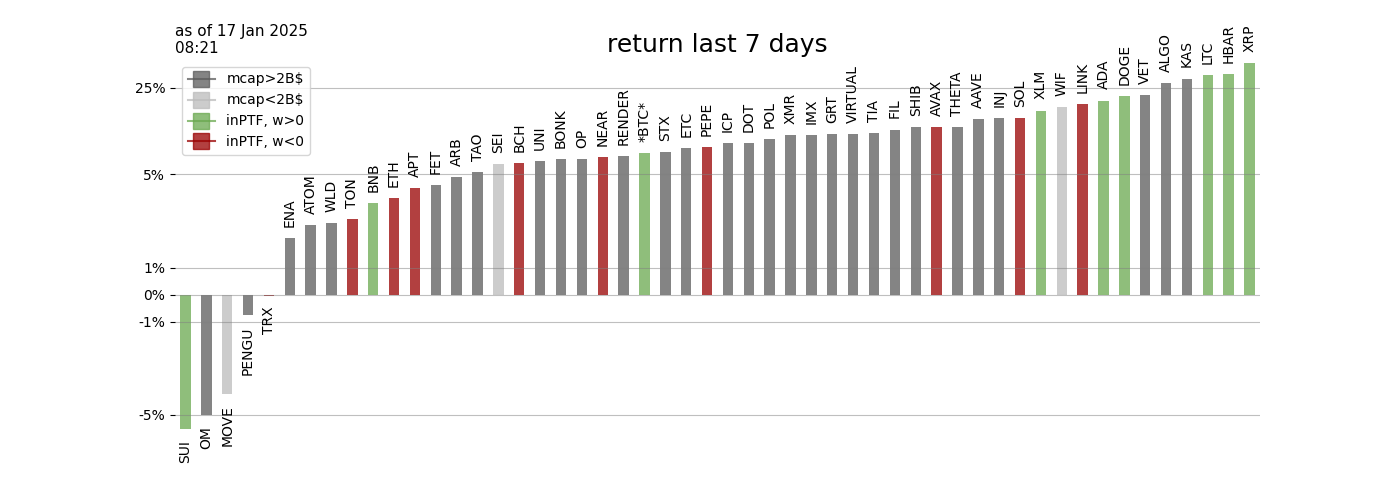 as of 17 Jan 2025
08:21
return last 7 days
mcap>2B$
mcap<2B$
inPTF, w>0
inPTF, w<0
25%
5%
1%
0%
-1%
-5%
SUI
OM
MOVE
PENGU
TRX
ENA
ATOM
WLD
TON
BNB
ETH
APT
FET
ARB
TAO
SEI
BCH
UNI
BONK
OP
NEAR
RENDER
*BTC*
STX
ETC
PEPE
ICP
DOT
POL
XMR
IMX
GRT
VIRTUAL
TIA
FIL
SHIB
AVAX
THETA
AAVE
INJ
SOL
XLM
WIF
LINK
ADA
DOGE
VET
ALGO
KAS
LTC
HBAR
XRP